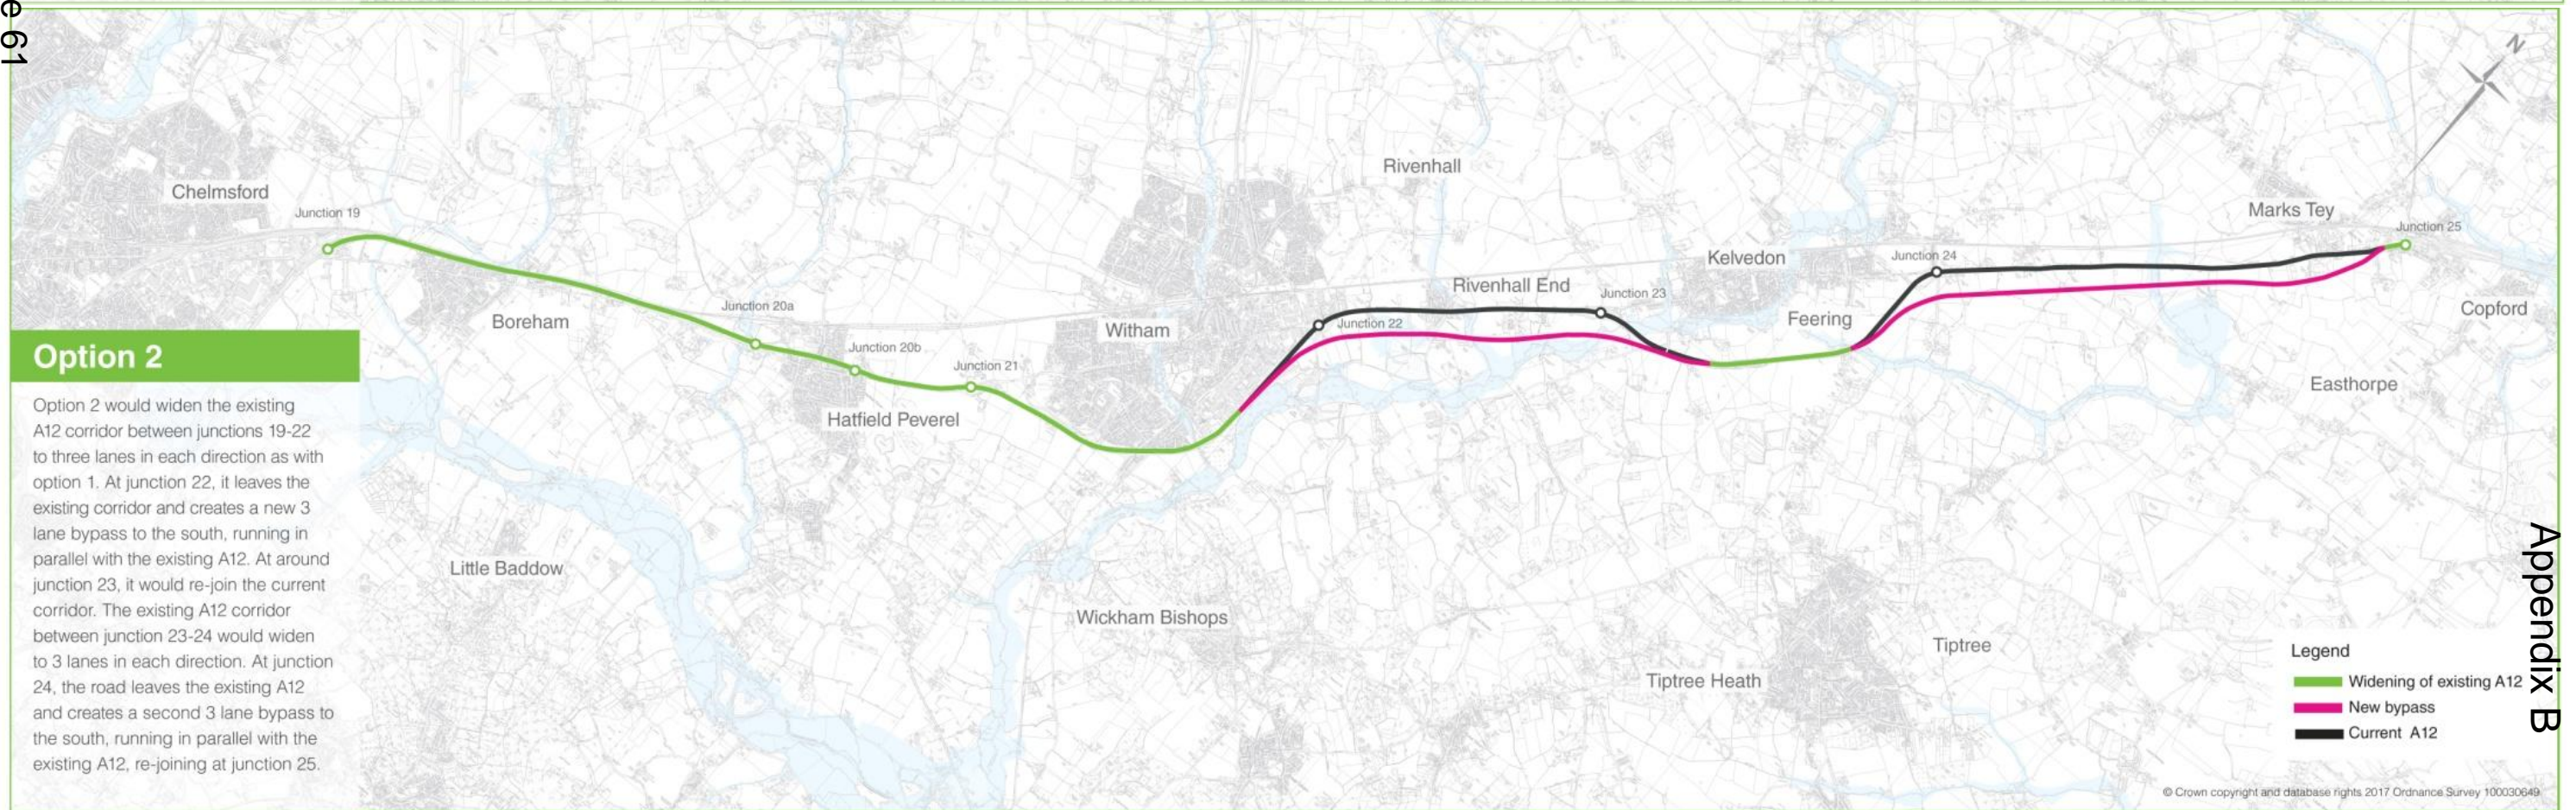 e 61
N
Rivenhall
Chelmsford
Junction 19
Marks Tey
Junction 25
Kelvedon
Junction 24
Rivenhall End
Junction 23
Junction 20a
Copford
Boreham
Witham
Junction 22
Feering
Junction 20b
Junction 21
Easthorpe
Hatfield Peverel
Option 2
Option 2 would widen the existing
A12 corridor between junctions 19-22
to three lanes in each direction as with
option 1. At junction 22, it leaves the
existing corridor and creates a new 3
lane bypass to the south, running in
parallel with the existing A12. At around
junction 23, it would re-join the current
corridor. The existing A12 corridor
between junction 23-24 would widen
to 3 lanes in each direction. At junction
24, the road leaves the existing A12
and creates a second 3 lane bypass to
the south, running in parallel with the
existing A12, re-joining at junction 25.
Little Baddow
Wickham Bishops
Tiptree
Tiptree Heath
Legend
Widening of existing A12
New bypass
Current A12
Appendix B
© Crown copyright and database rights 2017 Ordnance Survey 100030649